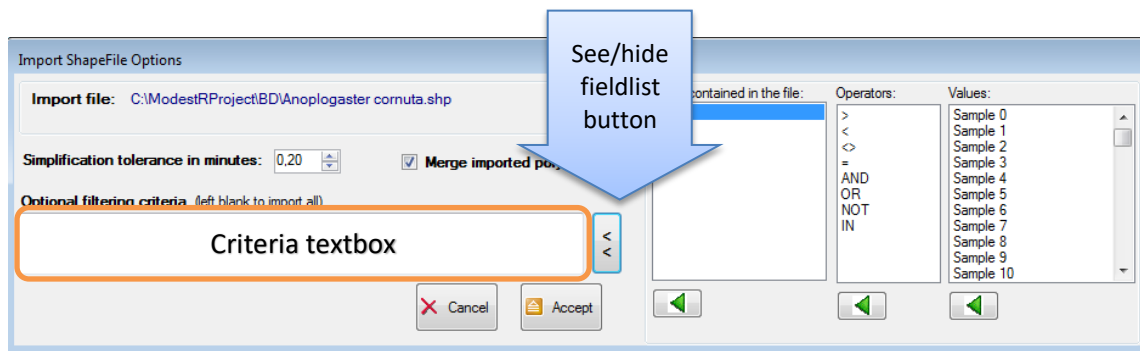 See/hide
fieldlist
button
Import ShapeFile Options
Import file: C:\ModestRProject\BD\Anoplogaster cornuta.shp
Simplification tolerance in minutes: 0,20
Merge imported
Optional filtering criteria (left blank to import all)
Criteria textbox
<
<
Cancel
Accept
contained in the file:
Operators:
>
<
<>
=
AND
OR
NOT
IN
Values:
Sample 0
Sample 1
Sample 2
Sample 3
Sample 4
Sample 5
Sample 6
Sample 7
Sample 8
Sample 9
Sample 10